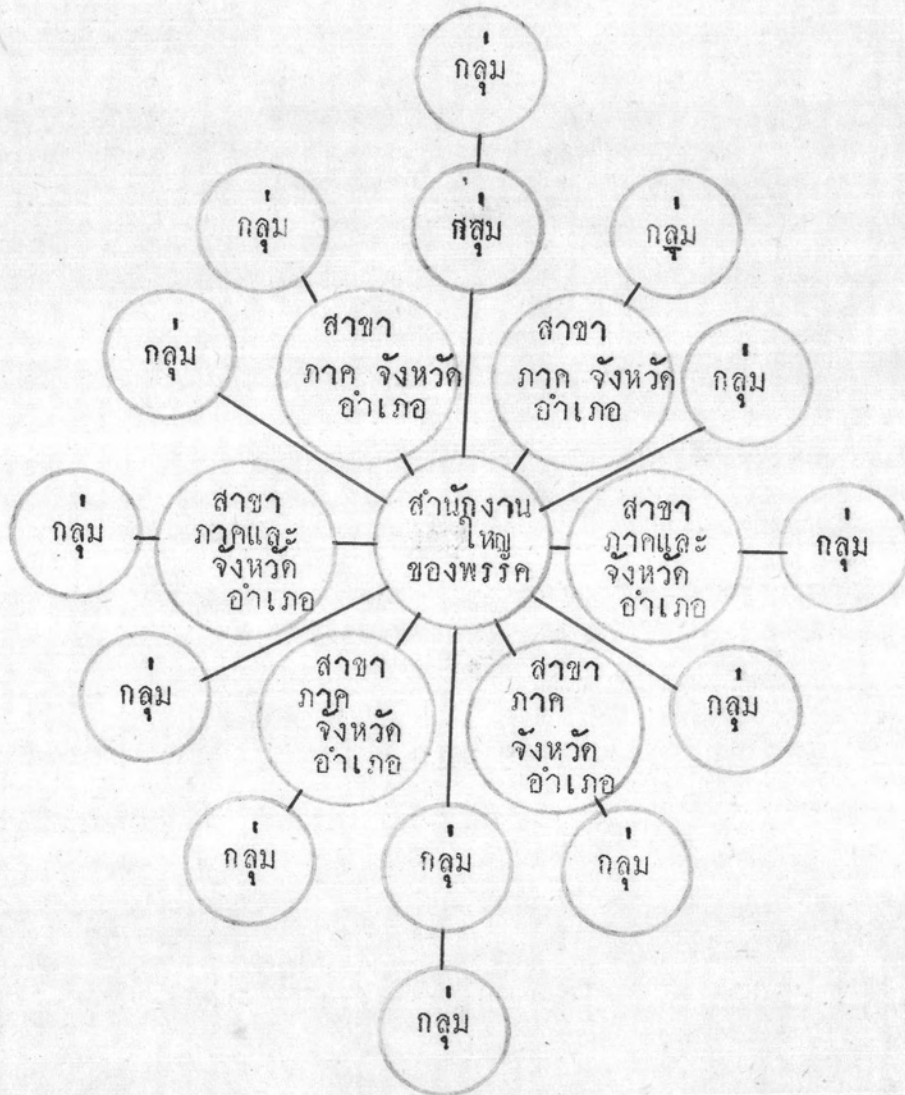 กลุ่ม
กลุ่ม
กสุ่ม
กลุ่ม
กลุ่ม
สาขา
ภาค จังหวัด
อำเภอ
สาขา
ภาค จังหวัด
อำเภอ
กลุ่ม
กลุ่ม
สาขา
ภาคและ
จังหวัด
อำเภอ
สำนักงาน
ใหญ่
ของพรรค
สาขา
ภาคและ
จังหวัด
อำเภอ
กลุ่ม
กลุ่ม
สาขา
ภาค
จังหวัด
อำเภอ
สาขา
ภาค
จังหวัด
อำเภอ
กลุ่ม
กลุ่ม
กลุ่ม
กลุ่ม
กลุ่ม